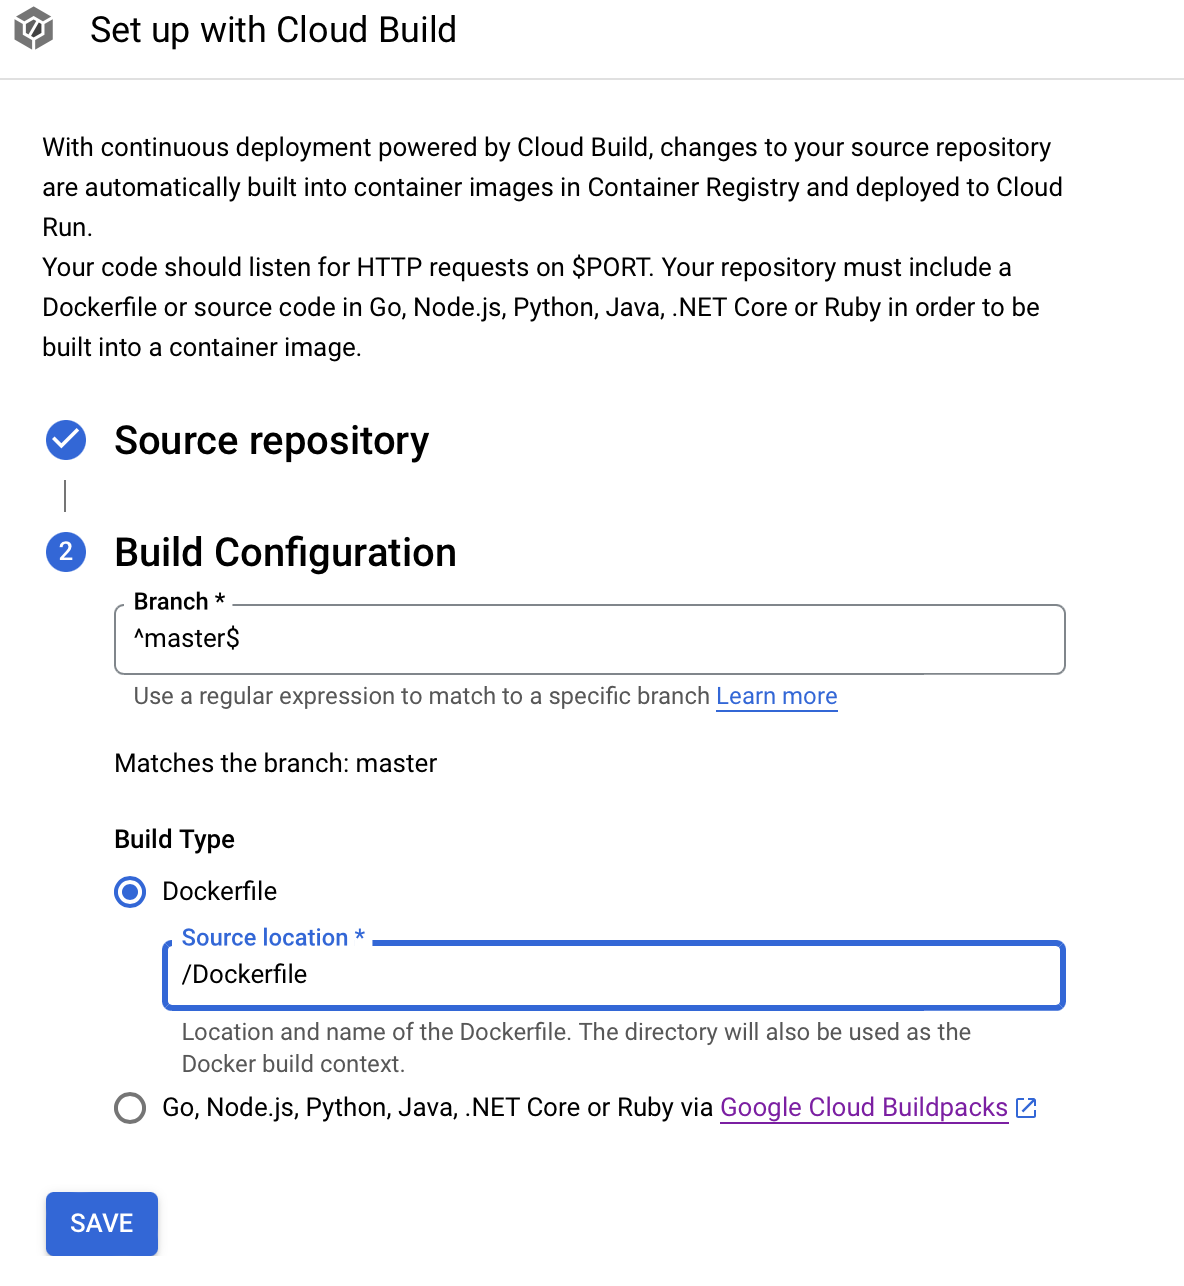 Set up with Cloud Build
With continuous deployment powered by Cloud Build, changes to your source repository
are automatically built into container images in Container Registry and deployed to Cloud
Run.
Your code should listen for HTTP requests on $PORT. Your repository must include a
Dockerfile or source code in Go, Node.js, Python, Java, .NET Core or Ruby in order to be
built into a container image.
Source repository
2 Build Configuration
Branch *
^master$
Use a regular expression to match to a specific branch Learn more
Matches the branch: master
Build Type
Dockerfile
Source location *
/Dockerfile
Location and name of the Dockerfile. The directory will also be used as the
Docker build context.
Go, Node.js, Python, Java, .NET Core or Ruby via Google Cloud Buildpacks
SAVE